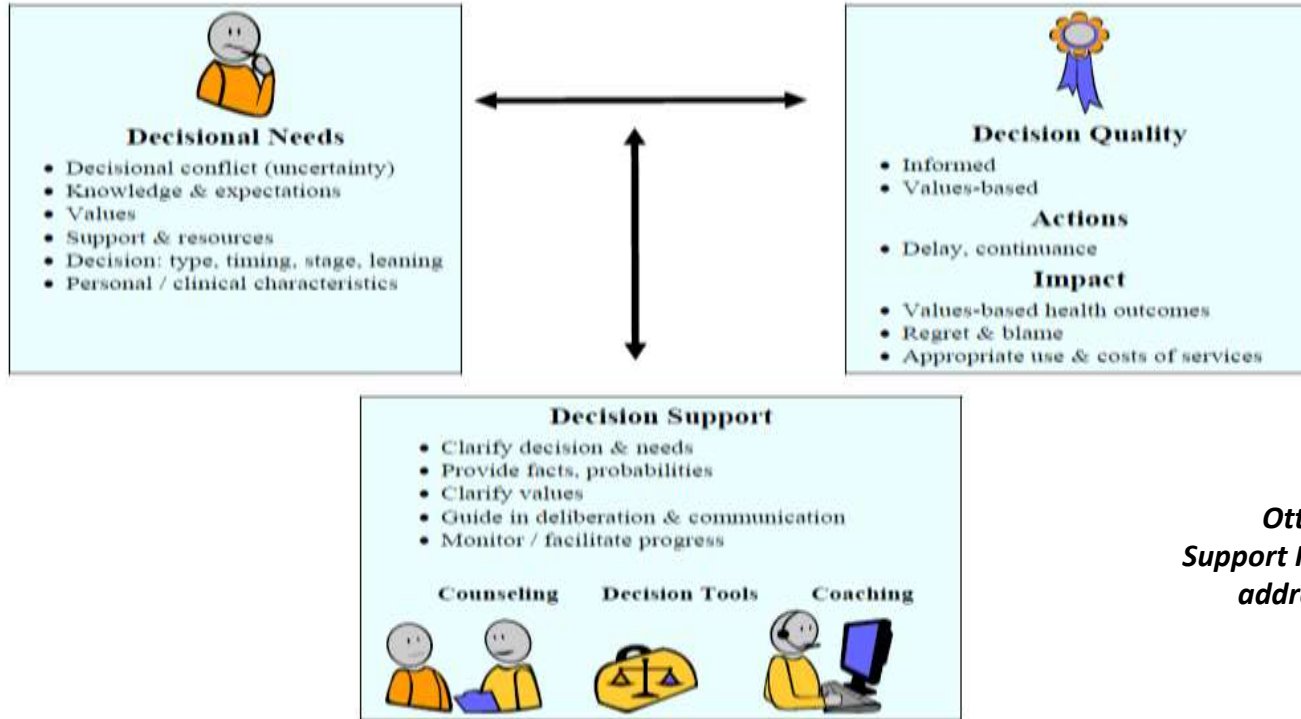 Decisional Needs
• Decisional conflict (uncertainty)
• Knowledge & expectations
• Values
• Support & resources
• Decision: type, timing, stage, leaning
• Personal / clinical characteristics
Decision Quality
• Informed
• Values-based
Actions
• Delay, continuance
Impact
• Values-based health outcomes
• Regret & blame
• Appropriate use & costs of services
Decision Support
• Clarify decision & needs
• Provide facts, probabilities
• Clarify values
• Guide in deliberation & communication
• Monitor / facilitate progress
Counseling Decision Tools Coaching
Ott
Support
addr